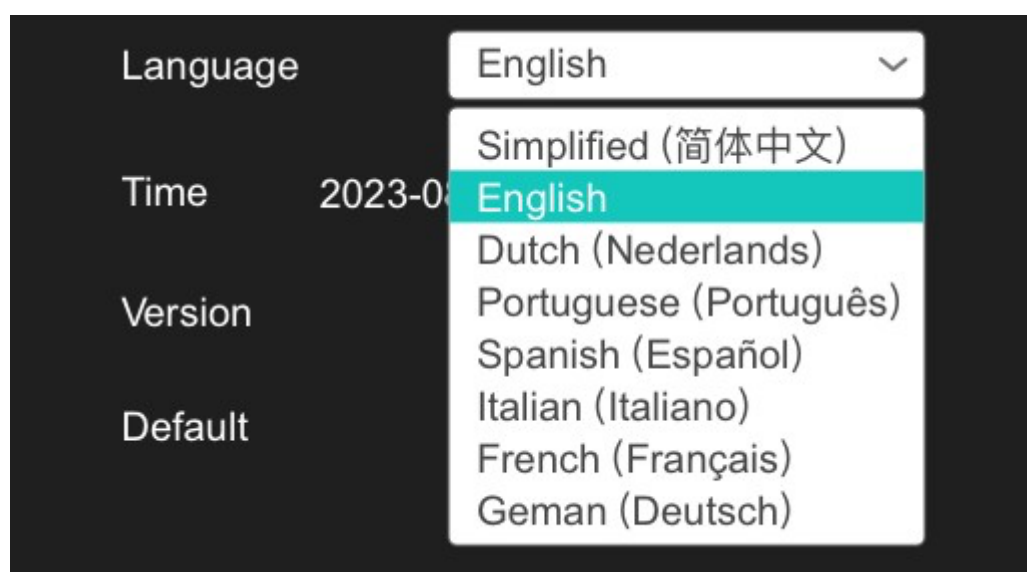 Language English
Simplified (简体中文)
Time 2023-0
English
Dutch (Nederlands)
Portuguese (Português)
Version
Spanish (Español)
Italian (Italiano)
Default
French (Français)
Geman (Deutsch)